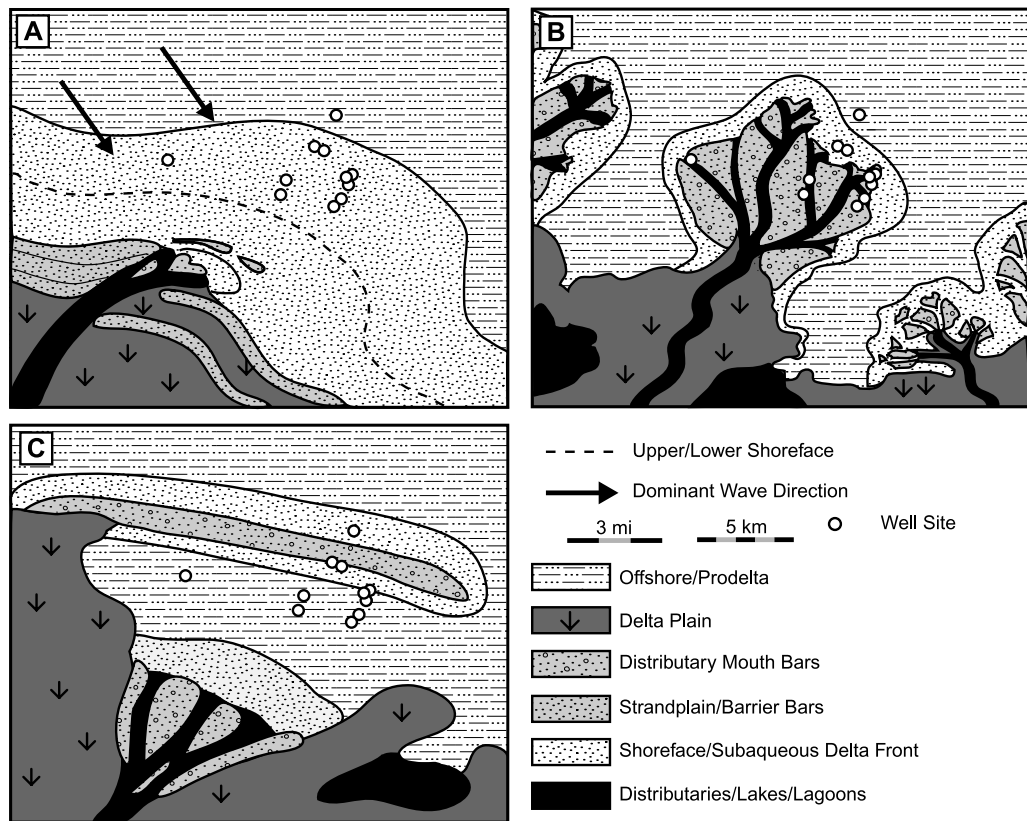 A
B
C
Upper/Lower Shoreface
Dominant Wave Direction
3 mi
5 km
Well Site
Offshore/Prodelta
Delta Plain
Distributary Mouth Bars
Strandplain/Barrier Bars
Shoreface/Subaqueous Delta Front
Distributaries/Lakes/Lagoons